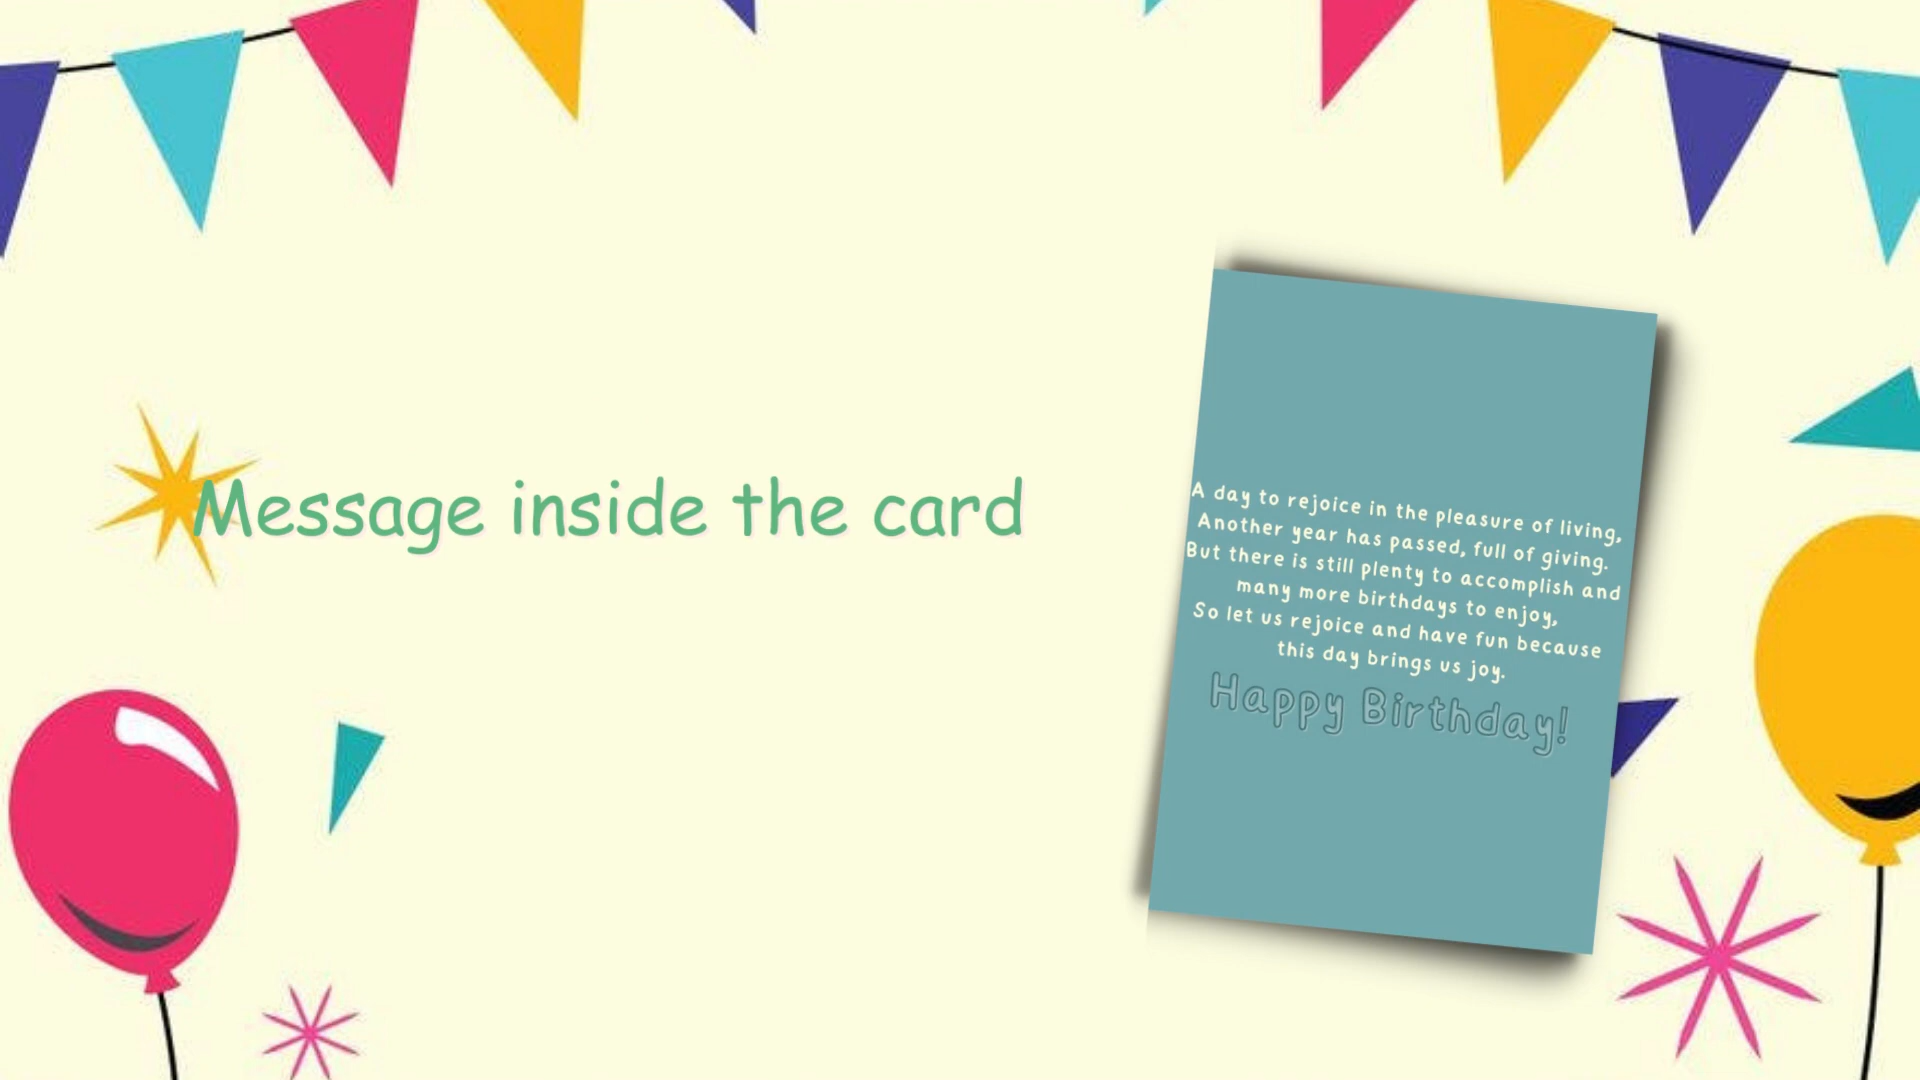 Message inside the card
A day to rejoice in the pleasure of living,
Another year has passed, full of giving.
But there is still plenty to accomplish and
many more birthdays to enjoy,
So let us rejoice and have fun because
this day brings us joy.
Happy Birthday!